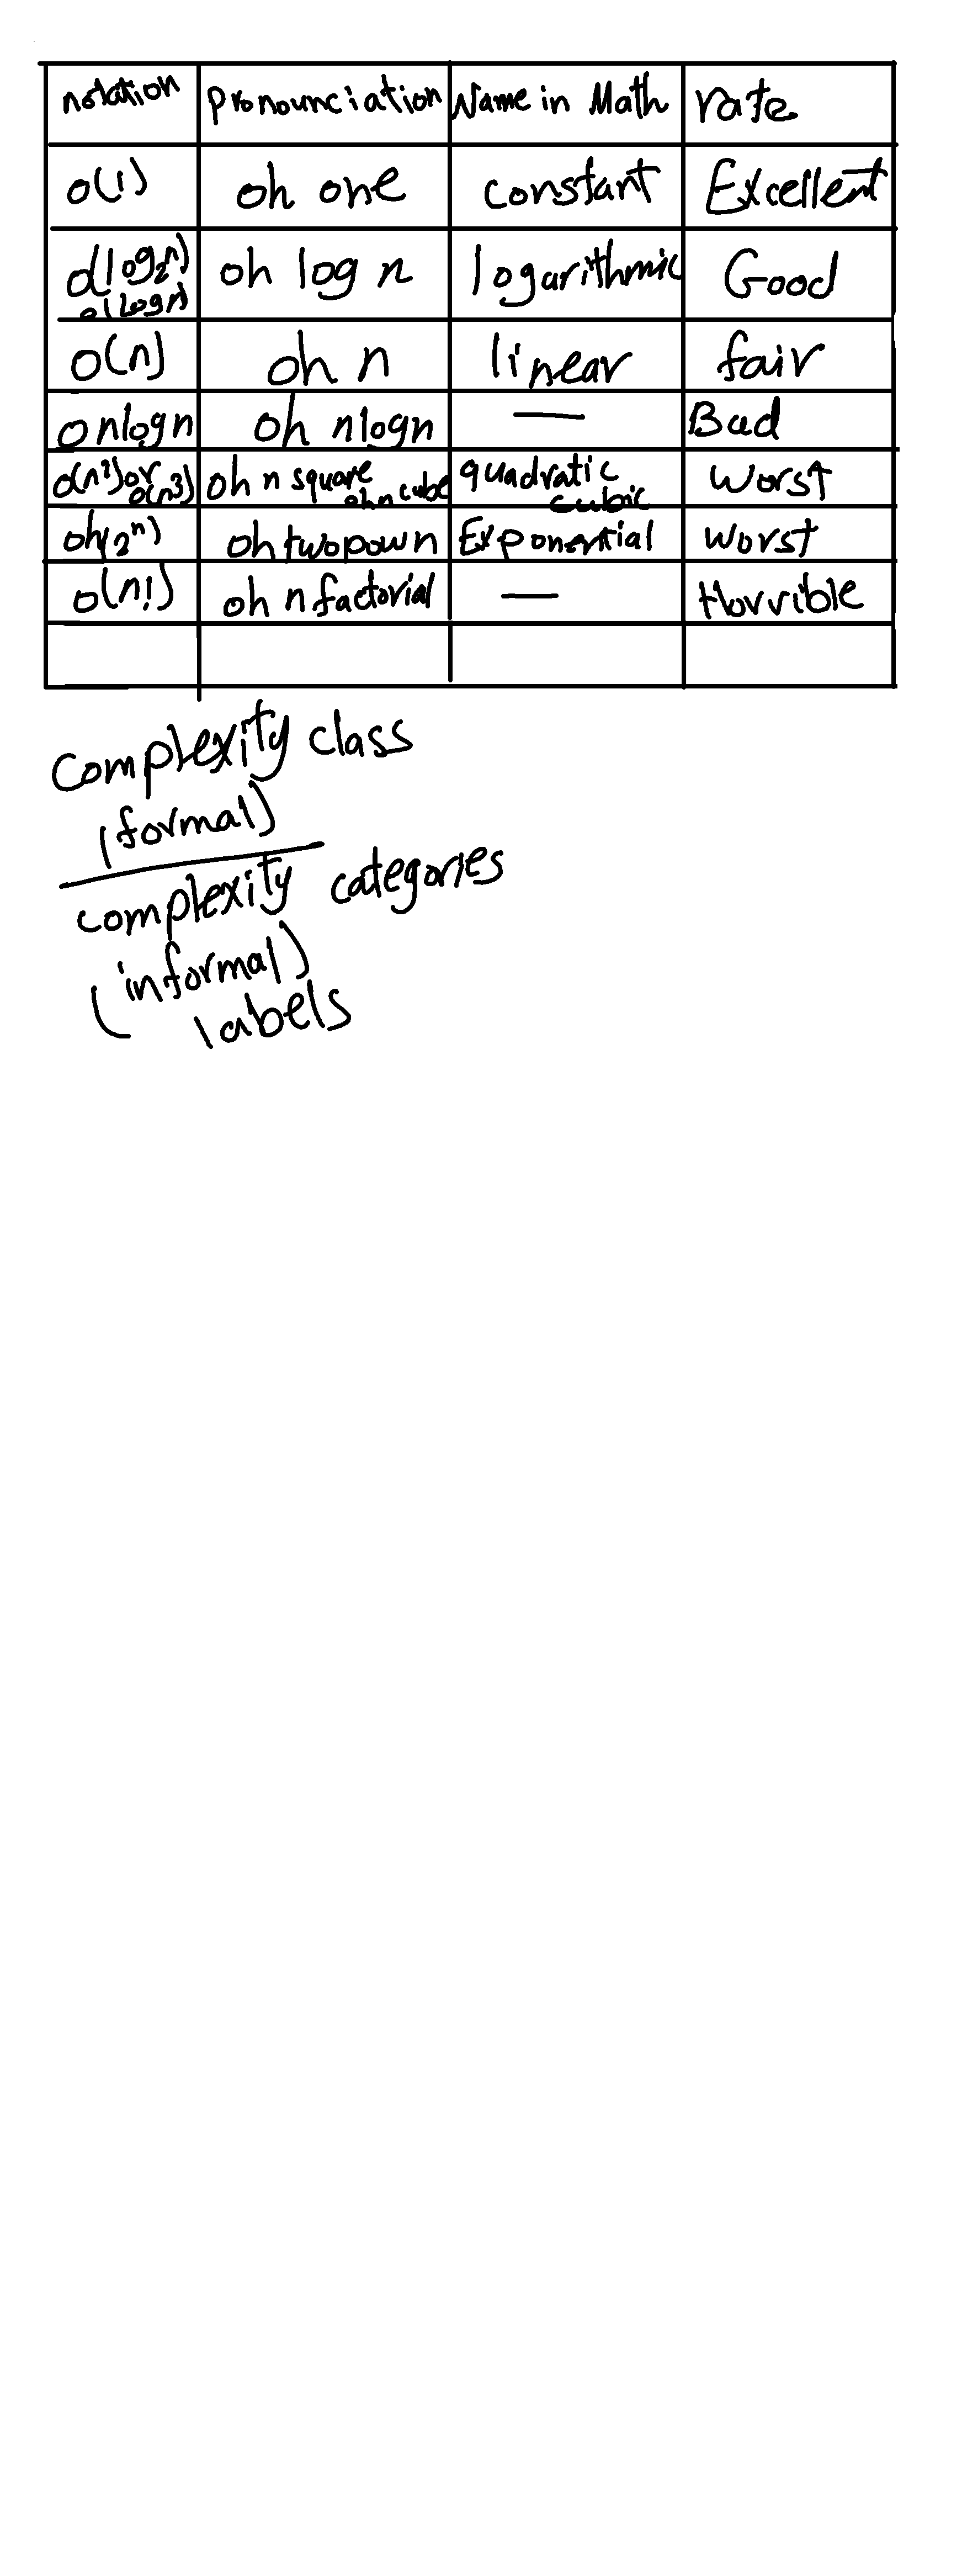 notation pronounciation Name in Math rate
o(1) oh one constant Excellent
o(log₂n) oh log n logarithmic Good
o(logn)
o(n) oh n linear fair
onlogn oh nlogn — Bad
o(n²)or oh n square quadratic worst
o(n3) oh n cube cubic
oh(2ⁿ) oh twopown Exponential worst
o(n!) oh n factorial — Horrible
complexity class
(formal)
complexity categories
(informal)
labels